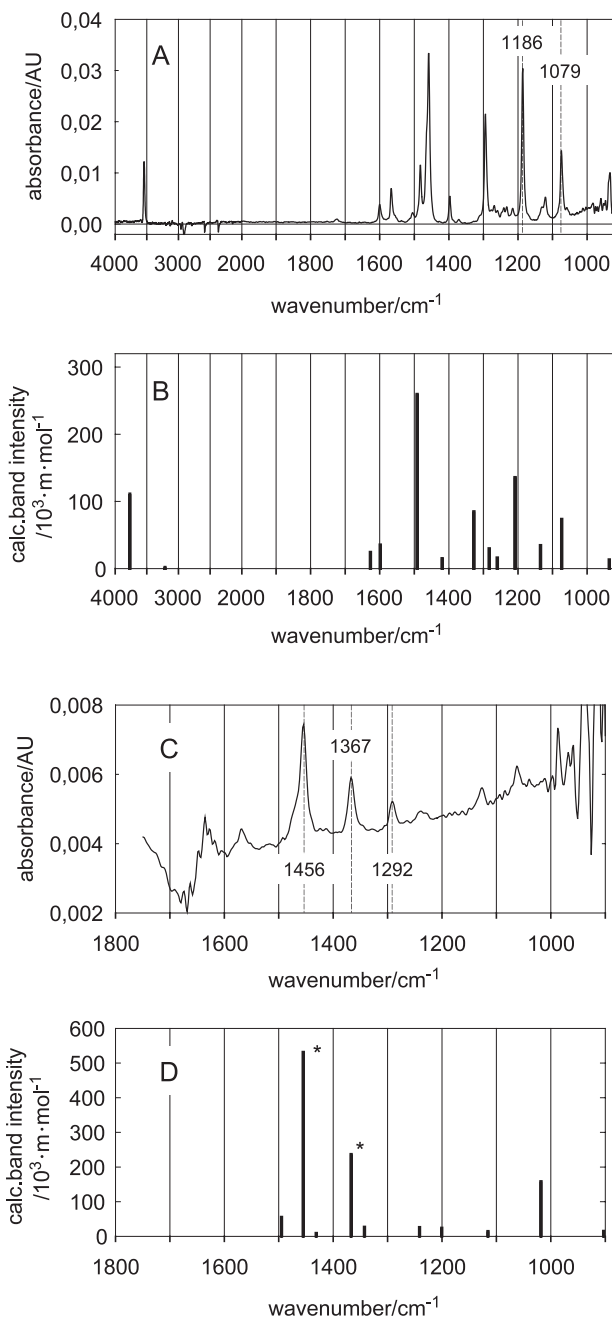 A
1186
1079
absorbance/AU
0,04
0,03
0,02
0,01
0,00
4000 3000 2000 1600 1400 1200 1000
wavenumber/cm-1
B
calc.band intensity
/10³·m·mol-1
300
200
100
0
4000 3000 2000 1600 1400 1200 1000
wavenumber/cm-1
C
1367
1456
1292
absorbance/AU
0,008
0,006
0,004
0,002
1800 1600 1400 1200 1000
wavenumber/cm-1
D
*
*
calc.band intensity
/10³·m·mol-1
600
500
400
300
200
100
0
1800 1600 1400 1200 1000
wavenumber/cm-1